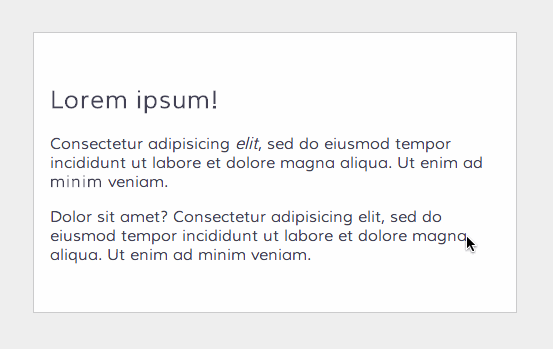 Lorem ipsum!
Consectetur adipisicing elit, sed do eiusmod tempor
incididunt ut labore et dolore magna aliqua. Ut enim ad
minim veniam.
Dolor sit amet? Consectetur adipisicing elit, sed do
eiusmod tempor incididunt ut labore et dolore magna
aliqua. Ut enim ad minim veniam.